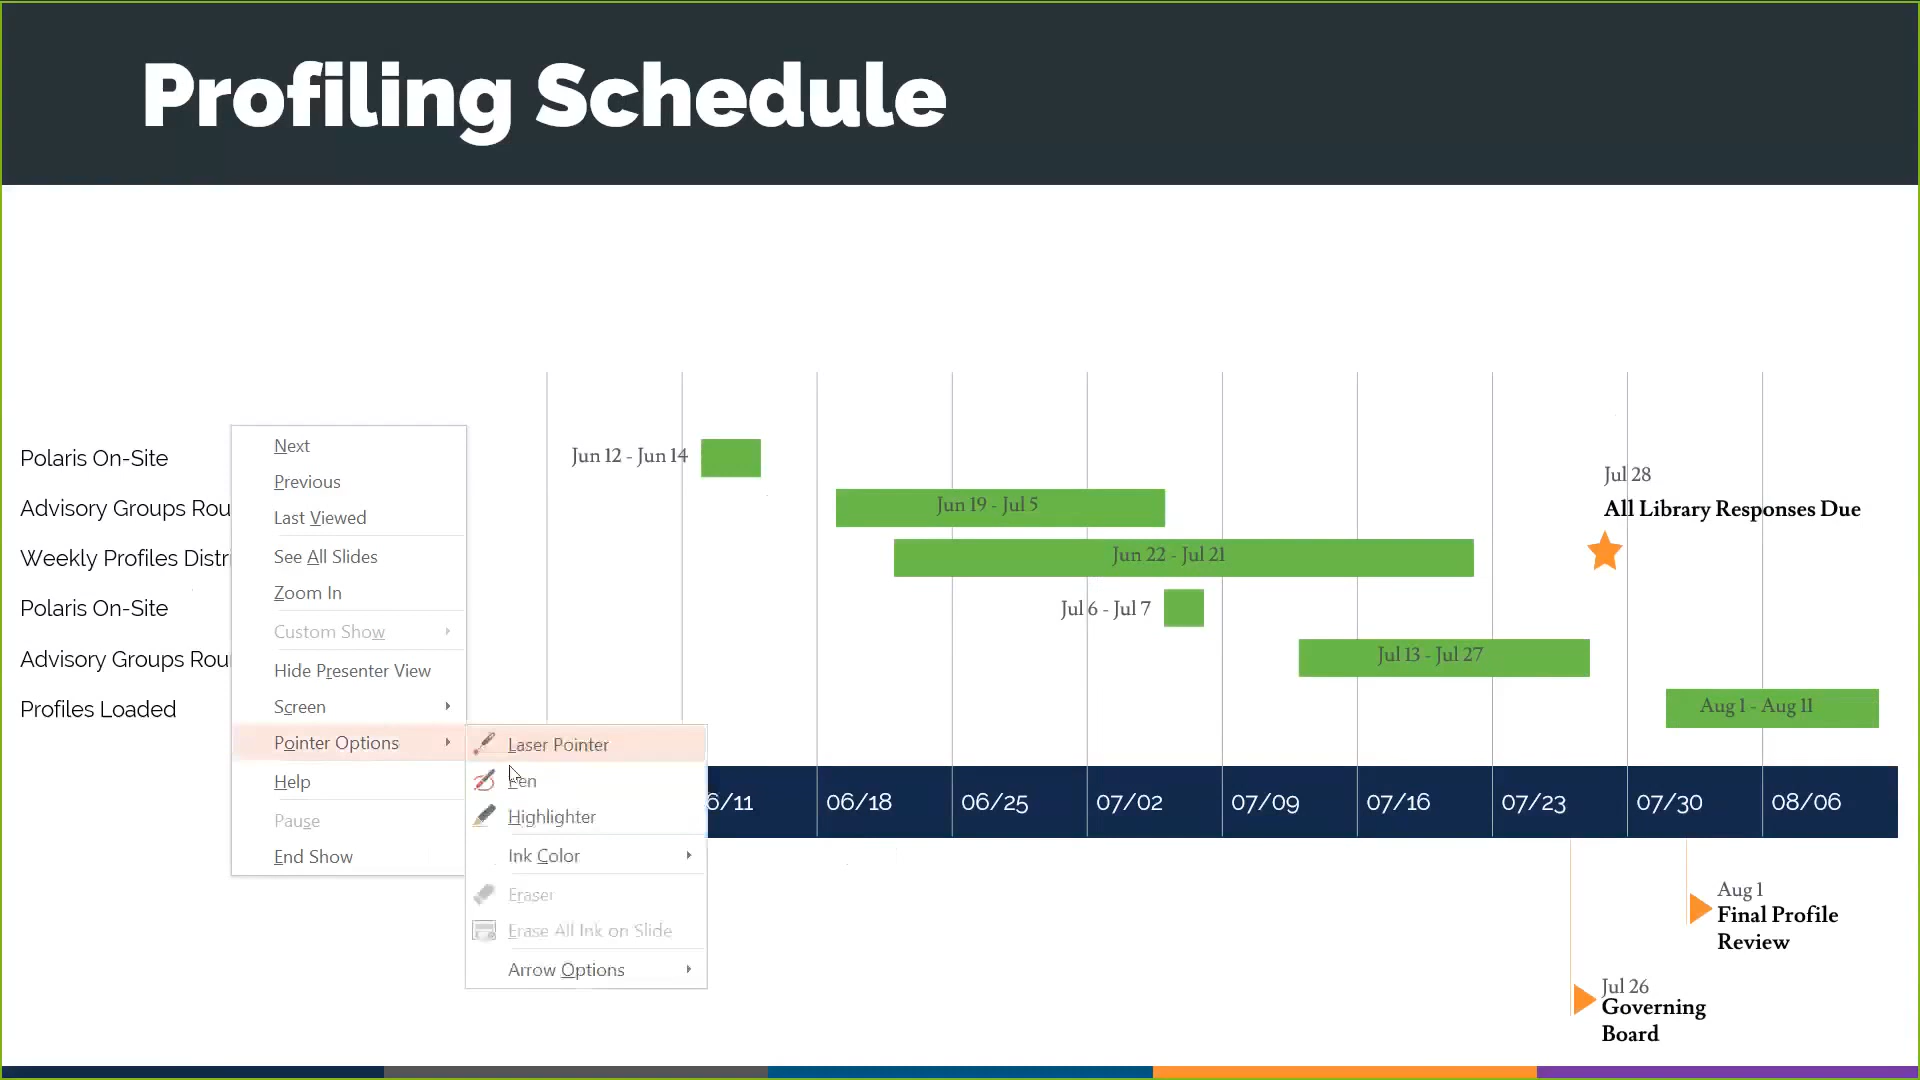 Profiling Schedule
Polaris On-Site
Jun 12 - Jun 14
Advisory Groups Rou
Jun 19 - Jul 5
Weekly Profiles Distr
Jun 22 - Jul 21
Polaris On-Site
Jul 6 - Jul 7
Advisory Groups Rou
Jul 13 - Jul 27
Profiles Loaded
Aug 1 - Aug 11
Jul 28
All Library Responses Due
Next
Previous
Last Viewed
See All Slides
Zoom In
Custom Show
Hide Presenter View
Screen
Pointer Options
Help
Pause
End Show
Laser Pointer
Pen
Highlighter
Ink Color
Eraser
Erase All Ink on Slide
Arrow Options
6/11 06/18 06/25 07/02 07/09 07/16 07/23 07/30 08/06
Aug 1
Final Profile
Review
Jul 26
Governing
Board